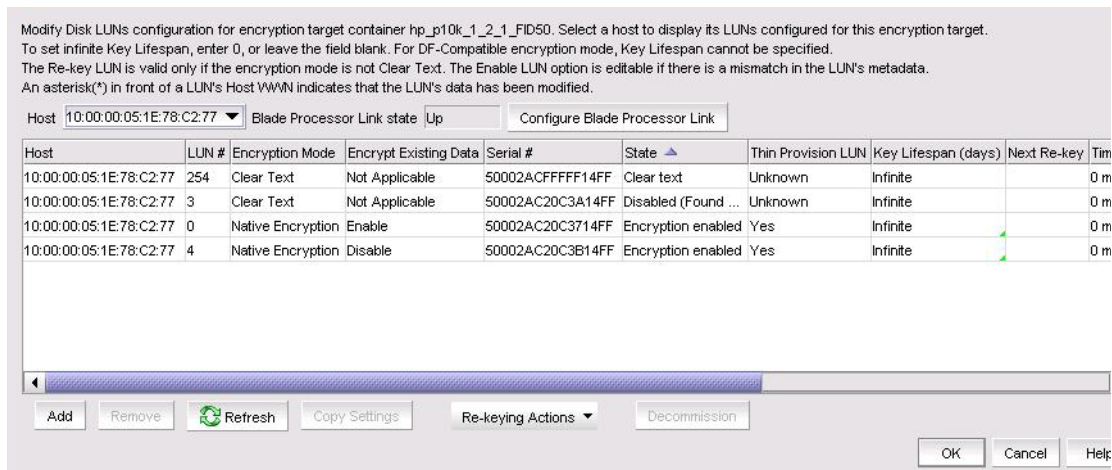 Modify Disk LUNs configuration for encryption target container hp_p10k_1_2_1_FID50. Select a host to display its LUNs configured for this encryption target.
To set infinite Key Lifespan, enter 0, or leave the field blank. For DF-Compatible encryption mode, Key Lifespan cannot be specified.
The Re-key LUN is valid only if the encryption mode is not Clear Text. The Enable LUN option is editable if there is a mismatch in the LUN's metadata.
An asterisk(*) in front of a LUN's Host WWN indicates that the LUN's data has been modified.
Host 10:00:00:05:1E:78:C2:77 Blade Processor Link state Up Configure Blade Processor Link
Host LUN # Encryption Mode Encrypt Existing Data Serial # State Thin Provision LUN Key Lifespan (days) Next Re-key Tim
10:00:00:05:1E:78:C2:77 254 Clear Text Not Applicable 50002ACFFFFF14FF Clear text Unknown Infinite 0 m
10:00:00:05:1E:78:C2:77 3 Clear Text Not Applicable 50002AC20C3A14FF Disabled (Found ... Unknown Infinite 0 m
10:00:00:05:1E:78:C2:77 0 Native Encryption Enable 50002AC20C3714FF Encryption enabled Yes Infinite 0 m
10:00:00:05:1E:78:C2:77 4 Native Encryption Disable 50002AC20C3B14FF Encryption enabled Yes Infinite 0 m
Add Remove Refresh Copy Settings Re-keying Actions Decommission
OK Cancel Help